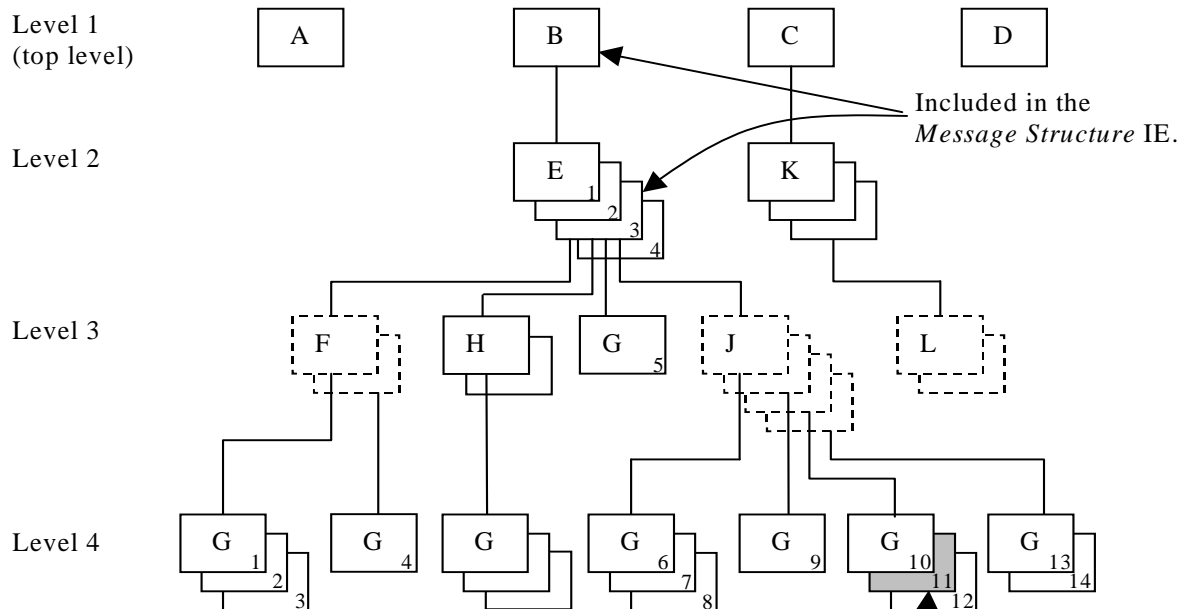 Level 1
(top level)
A
B
C
D
Included in the
Message Structure IE.
Level 2
E
1
2
3
4
K
Level 3
F
H
G
5
J
L
Level 4
G
1
2
3
G
4
G
G
6
7
8
G
9
G
10
11
12
G
13
14